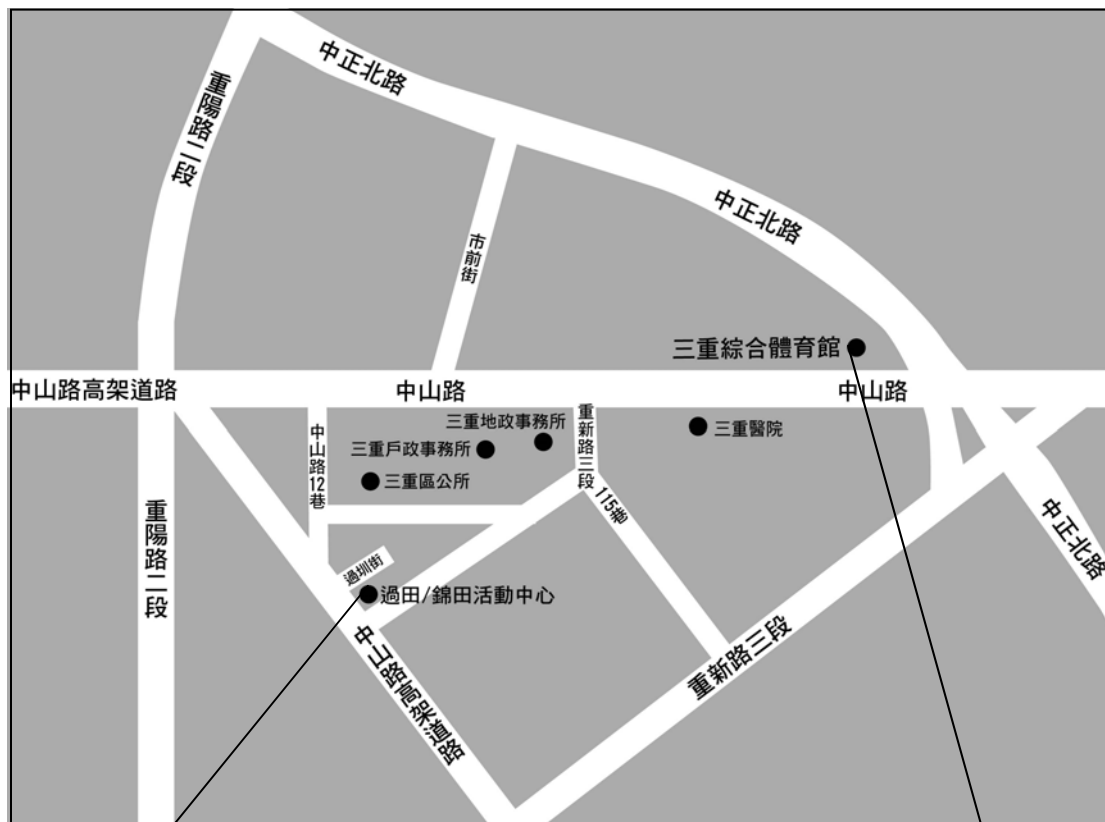 中正北路
重陽路二段
中正北路
市前街
三重綜合體育館
中山路高架道路
中山路
中山路
三重地政事務所
重新路三段
三重醫院
三重戶政事務所
中山路12巷
三重區公所
115巷
中正北路
重陽路二段
過圳街
過田/錦田活動中心
中山路高架道路
重新路三段